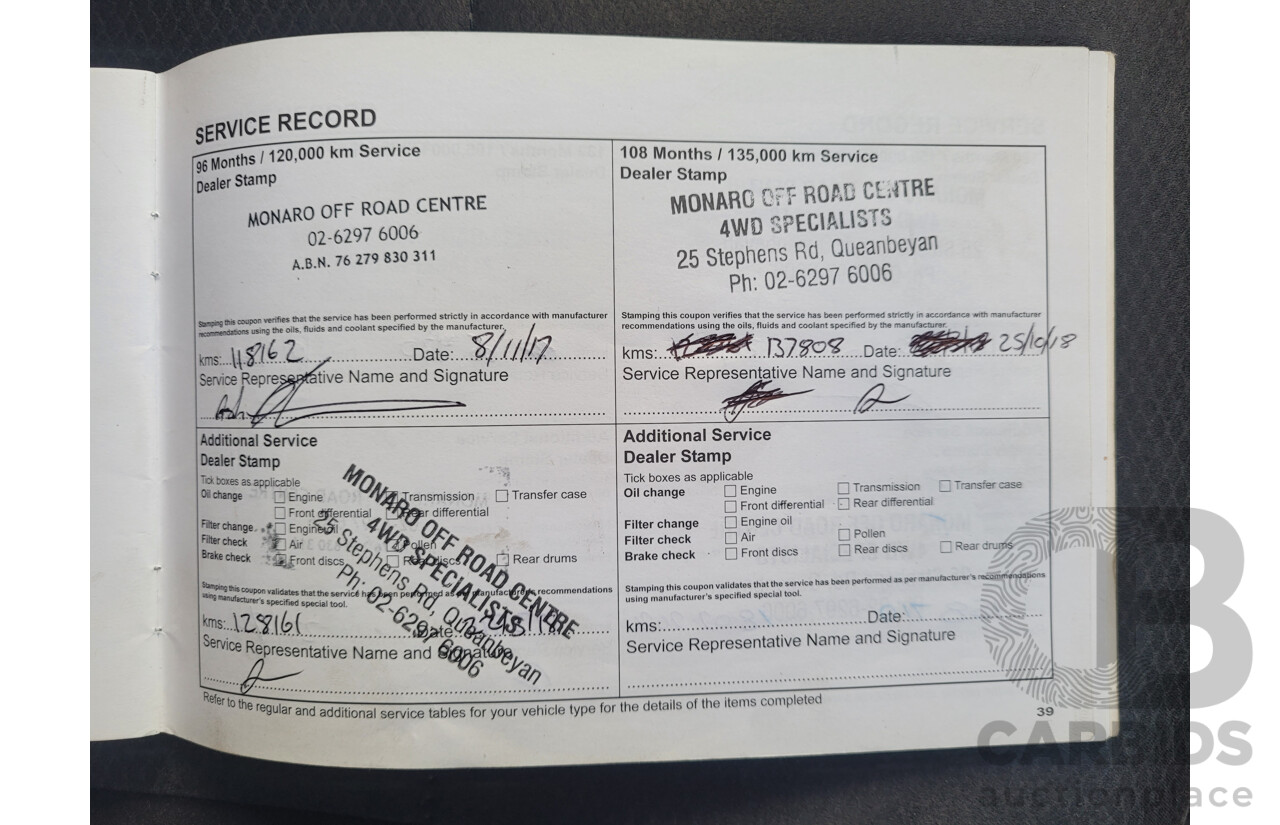 SERVICE RECORD
96 Months / 120,000 km Service
Dealer Stamp
MONARO OFF ROAD CENTRE
02-6297 6006
A.B.N. 76 279 830 311
Stamping this coupon verifies that the service has been performed strictly in accordance with manufacturer
recommendations using the oils, fluids and coolant specified by the manufacturer.
kms: 118162 Date: 8/11/17
Service Representative Name and Signature
108 Months / 135,000 km Service
Dealer Stamp
MONARO OFF ROAD CENTRE
4WD SPECIALISTS
25 Stephens Rd, Queanbeyan
Ph: 02-6297 6006
Stamping this coupon verifies that the service has been performed strictly in accordance with manufacturer
recommendations using the oils, fluids and coolant specified by the manufacturer.
kms: 137808 Date: 25/10/18
Service Representative Name and Signature
Additional Service
Dealer Stamp
Tick boxes as applicable
Oil change Engine Transmission Transfer case
Front differential Rear differential
Filter change Engine oil
Filter check Air Pollen
Brake check Front discs Rear discs Rear drums
MONARO OFF ROAD CENTRE
4WD SPECIALISTS
25 Stephens Rd, Queanbeyan
Ph: 02-6297 6006
Stamping this coupon validates that the service has been performed as per manufacturer's recommendations
using manufacturer's specified special tool.
kms: 128161 Date:
Service Representative Name and Signature
Additional Service
Dealer Stamp
Tick boxes as applicable
Oil change Engine Transmission Transfer case
Front differential Rear differential
Filter change Engine oil
Filter check Air Pollen
Brake check Front discs Rear discs Rear drums
Stamping this coupon validates that the service has been performed as per manufacturer's recommendations
using manufacturer's specified special tool.
kms: Date:
Service Representative Name and Signature
Refer to the regular and additional service tables for your vehicle type for the details of the items completed
39
CARBIDS
auctionplace